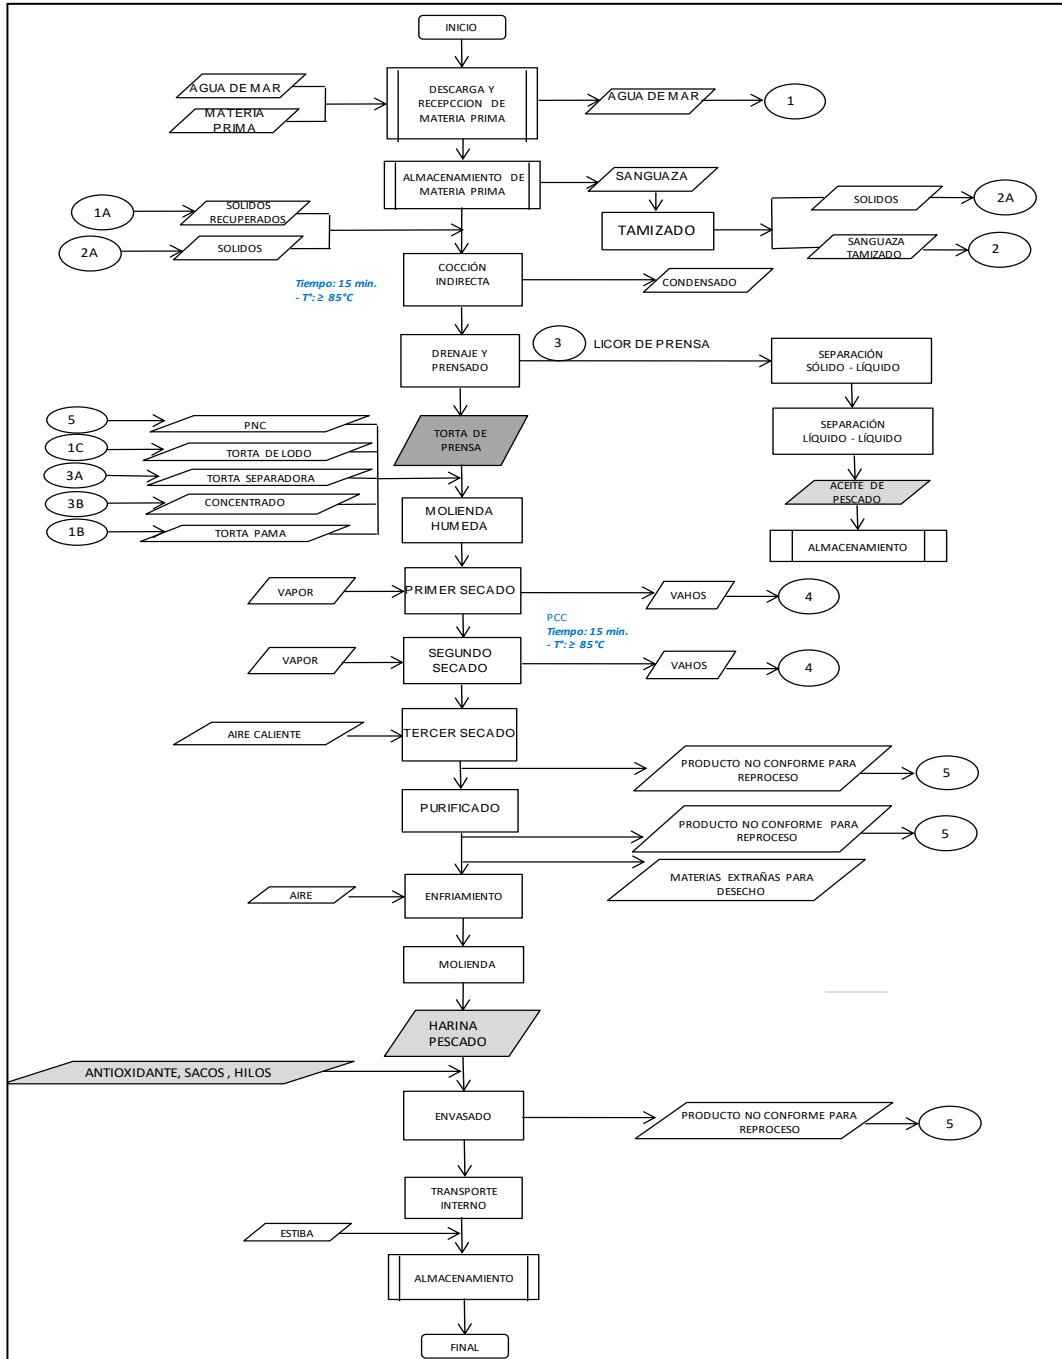 INICIO
AGUA DE MAR
MATERIA
PRIMA
DESCARGA Y
RECEPCCION DE
MATERIA PRIMA
AGUA DE MAR
1
ALMACENAMIENTO DE
MATERIA PRIMA
SANGUAZA
TAMIZADO
SOLIDOS
2A
SANGUAZA
TAMIZADO
2
1A
SOLIDOS
RECUPERADOS
2A
SOLIDOS
COCCIÓN
INDIRECTA
Tiempo: 15 min.
- T°: ≥ 85°C
CONDENSADO
DRENAJE Y
PRENSADO
3
LICOR DE PRENSA
SEPARACIÓN
SÓLIDO - LÍQUIDO
SEPARACIÓN
LÍQUIDO - LÍQUIDO
ACEITE DE
PESCADO
ALMACENAMIENTO
TORTA DE
PRENSA
5
PNC
1C
TORTA DE LODO
3A
TORTA SEPARADORA
3B
CONCENTRADO
1B
TORTA PAMA
MOLIENDA
HUMEDA
VAPOR
PRIMER SECADO
VAHOS
4
PCC
Tiempo: 15 min.
- T°: ≥ 85°C
VAPOR
SEGUNDO
SECADO
VAHOS
4
AIRE CALIENTE
TERCER SECADO
PRODUCTO NO CONFORME PARA
REPROCESO
5
PURIFICADO
PRODUCTO NO CONFORME PARA
REPROCESO
5
MATERIAS EXTRAÑAS PARA
DESECHO
AIRE
ENFRIAMIENTO
MOLIENDA
HARINA
PESCADO
ANTIOXIDANTE, SACOS , HILOS
ENVASADO
PRODUCTO NO CONFORME PARA
REPROCESO
5
TRANSPORTE
INTERNO
ESTIBA
ALMACENAMIENTO
FINAL